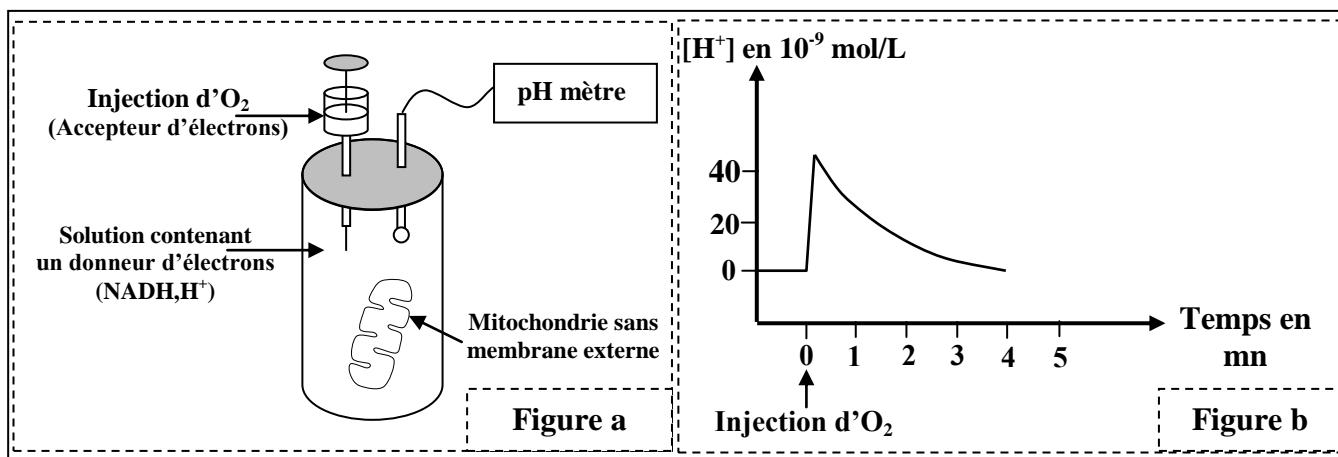 Injection d'O₂
(Accepteur d'électrons)
pH mètre
Solution contenant
un donneur d'électrons
(NADH,H⁺)
Mitochondrie sans
membrane externe
Figure a
[H⁺] en 10⁻⁹ mol/L
40
20
0
0 1 2 3 4 5
Temps en
mn
Injection d'O₂
Figure b